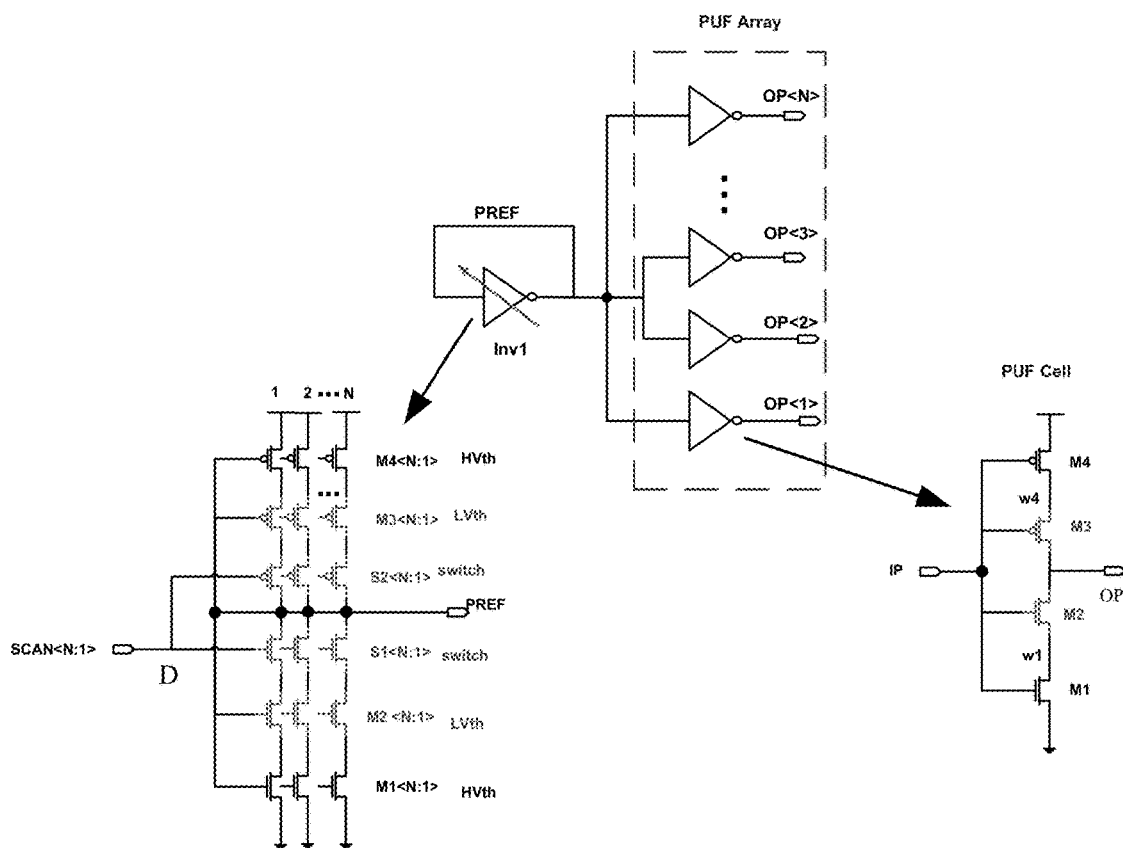 PUF Array
OP<N>
PREF
OP<3>
OP<2>
Inv1
PUF Cell
OP<1>
1 2 N
M4<N:1> HVth
M4
w4
M3<N:1> LVth
M3
S2<N:1> switch
IP
OP
PREF
M2
SCAN<N:1>
S1<N:1> switch
D
w1
M1
M2 <N:1> LVth
M1<N:1> HVth